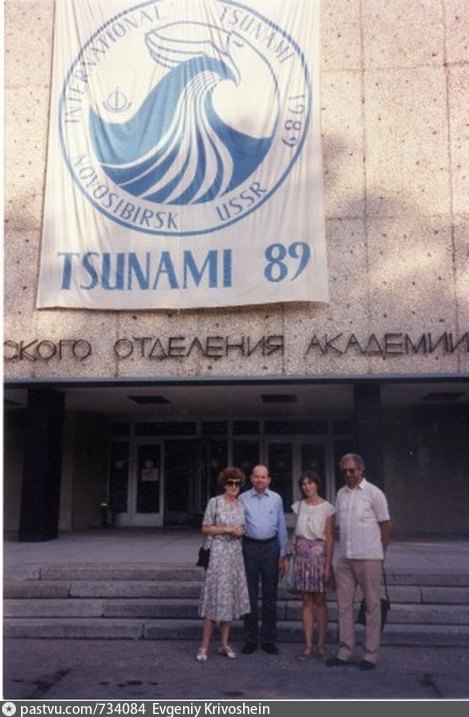 INTERNATIONAL TSUNAMI 1989
NOVOSIBIRSK USSR
TSUNAMI 89
СКОГО ОТДЕЛЕНИЯ АКАДЕМИИ
pastvu.com/734084 Evgeniy Krivoshein